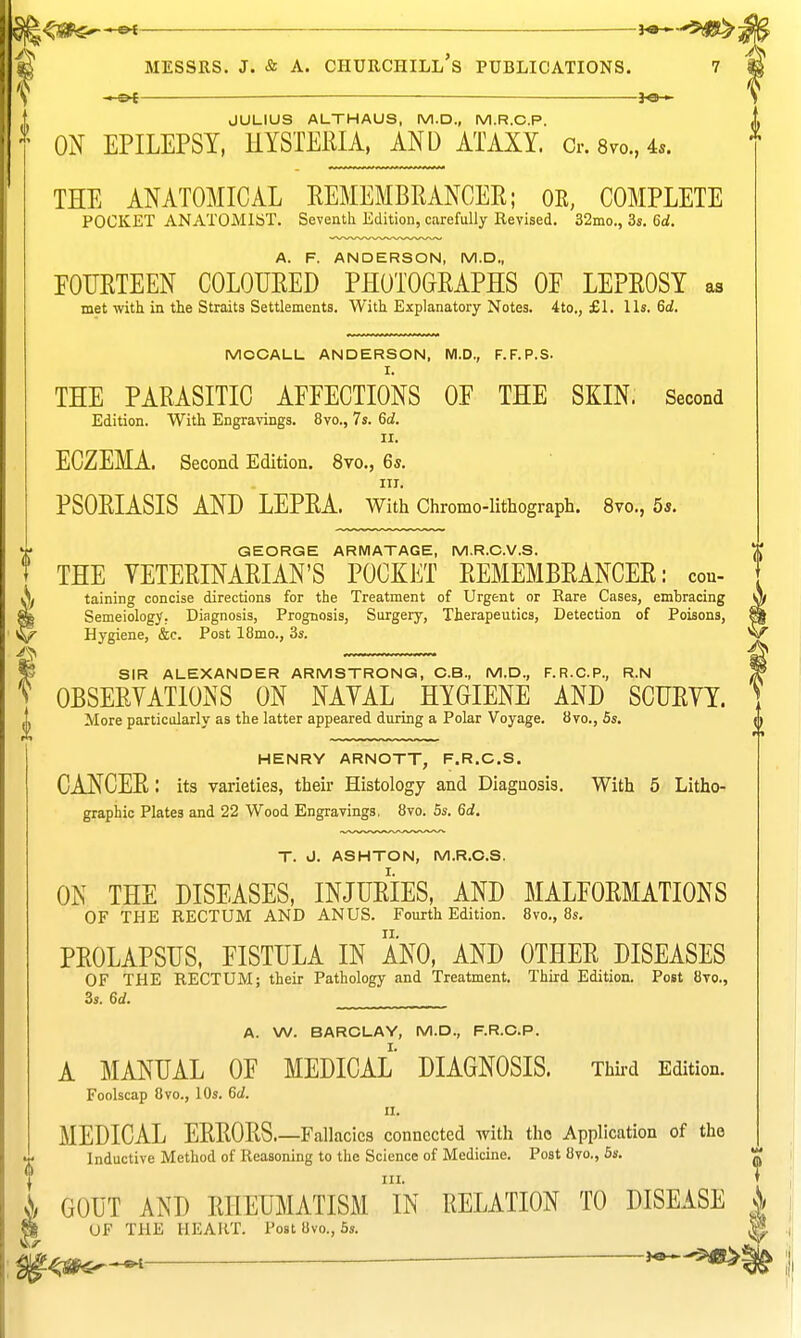 MESSRS. J. & A. CHURCHILL'S PUBLICATIONS. 7
JULIUS ALTHAUS, M.D., M.R.C.P.
ON EPILEPSY, HYSTERIA, AND ATAXY. Cr. 8vo., 4s.
THE ANATOMICAL REMEMBRANCER; OR, COMPLETE
POCKET ANATOMIST. Seventh Edition, carefully Revised. 32mo., 3s. 6d.
A. F. ANDERSON, M.D.,
FOURTEEN COLOURED PHOTOGRAPHS OF LEPROSY as
met with in the Straits Settlements. With Explanatory Notes. 4to., £1. 11s. 6d.
MCCALL ANDERSON, M.D., F.F.P.S.
I.
THE PARASITIC AFFECTIONS OF THE SKIN. Second
Edition. With Engravings. 8vo., 7s. 6d.
II.
ECZEMA. Second Edition. 8vo., 6s.
III.
PSORIASIS AND LEPRA. With Chromo-lithograph. 8vo., 5s.
GEORGE ARMATAGE, M.R.C.V.S.
THE VETERINARIAN'S POCKET REMEMBRANCER: con-
taining concise directions for the Treatment of Urgent or Rare Cases, embracing
Semeiology, Diagnosis, Prognosis, Surgery, Therapeutics, Detection of Poisons,
Hygiene, &c. Post 18mo., 3s.
SIR ALEXANDER ARMSTRONG, C.B., M.D., F.R.C.P., R.N
OBSERVATIONS ON NAVAL HYGIENE AND SCURVY.
More particularly as the latter appeared during a Polar Voyage. 8vo., 5s.
HENRY ARNOTT, F.R.C.S.
CANCER: its varieties, their Histology and Diagnosis. With 5 Litho-
graphic Plates and 22 Wood Engravings. 8vo. 5s. 6d.
T. J. ASHTON, M.R.C.S.
I.
ON THE DISEASES, INJURIES, AND MALFORMATIONS
OF THE RECTUM AND ANUS. Fourth Edition. 8vo., 8s.
II.
PROLAPSUS, FISTULA IN ANO, AND OTHER DISEASES
OF THE RECTUM; their Pathology and Treatment. Third Edition. Post 8vo.,
3s. 6d.
A. W. BARCLAY, M.D., F.R.C.P.
I.
A MANUAL OF MEDICAL DIAGNOSIS. Third Edition.
Foolscap 8vo., 10s. 6d.
II.
MEDICAL ERRORS.—Fallacies connected with the Application of the
Inductive Method of Reasoning to the Science of Medicine. Post 8vo., 5s.
III.
GOUT AND RHEUMATISM IN RELATION TO DISEASE
OF THE HEART. Post 8vo., 5s.